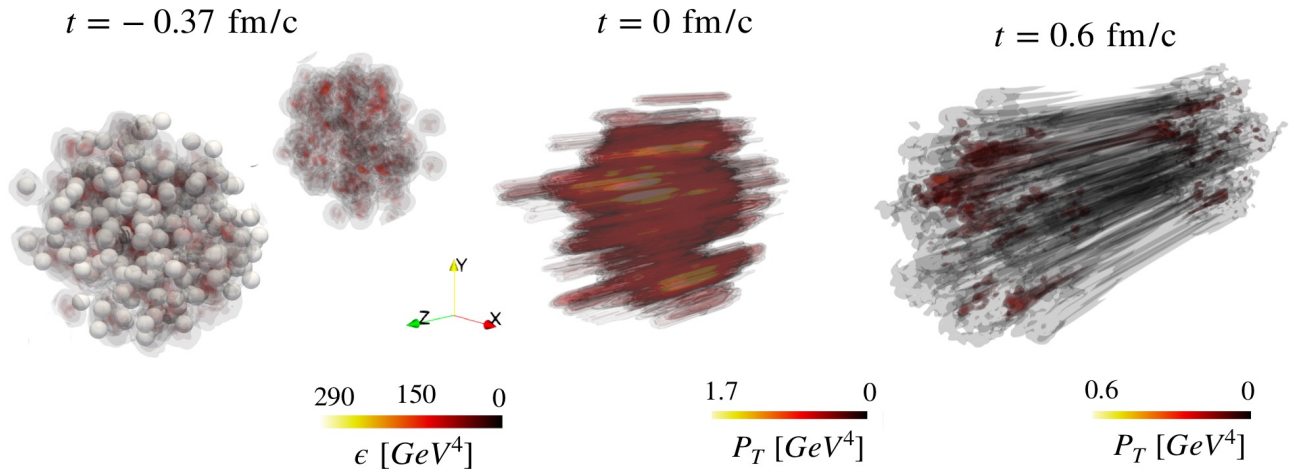 t = − 0.37 fm/c
t = 0 fm/c
t = 0.6 fm/c
Y
Z
X
290 150 0
ϵ [GeV⁴]
1.7 0
P_T [GeV⁴]
0.6 0
P_T [GeV⁴]